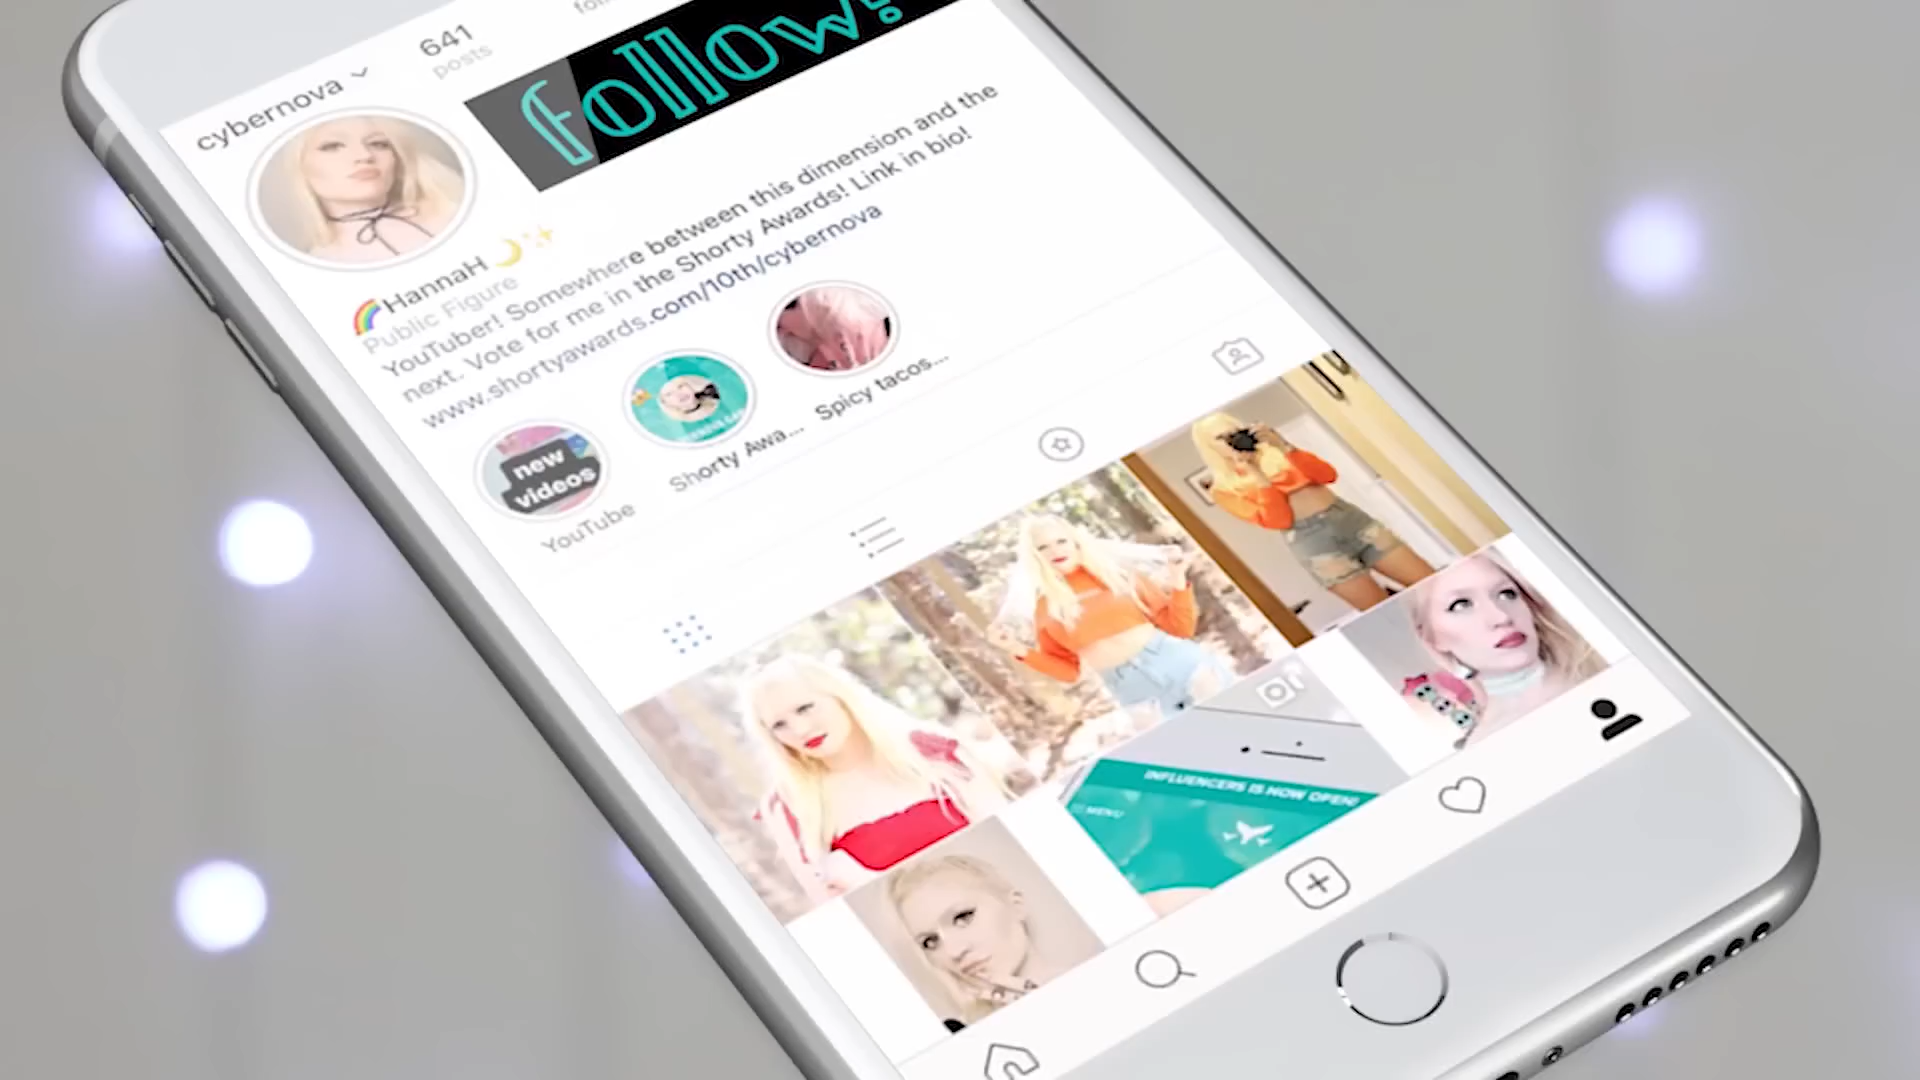 641
posts
cybernova
follow!
🌈HannaH 🌙✨
Public Figure
YouTuber! Somewhere between this dimension and the
next. Vote for me in the Shorty Awards! Link in bio!
www.shortyawards.com/10th/cybernova
new
videos
YouTube
Shorty Awa...
Spicy tacos...
INFLUENCERS IS NOW OPEN!
MENU